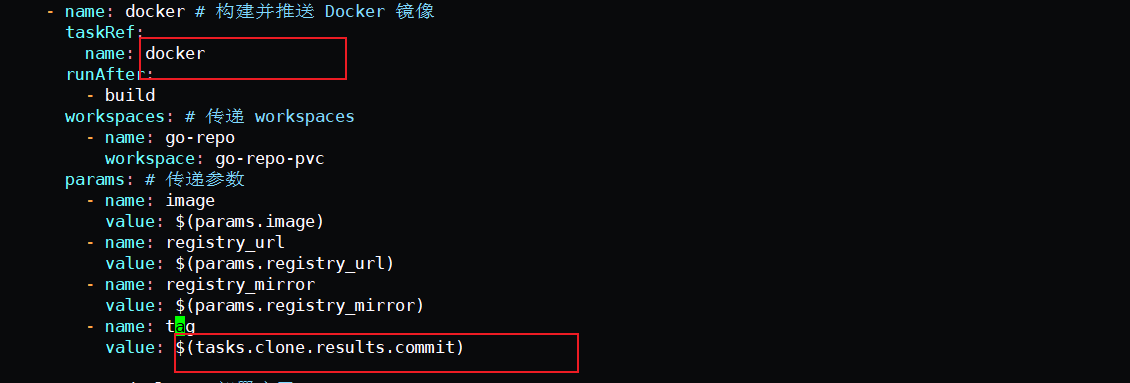 - name: docker # 构建并推送 Docker 镜像
taskRef:
name: docker
runAfter:
- build
workspaces: # 传递 workspaces
- name: go-repo
workspace: go-repo-pvc
params: # 传递参数
- name: image
value: $(params.image)
- name: registry_url
value: $(params.registry_url)
- name: registry_mirror
value: $(params.registry_mirror)
- name: tag
value: $(tasks.clone.results.commit)